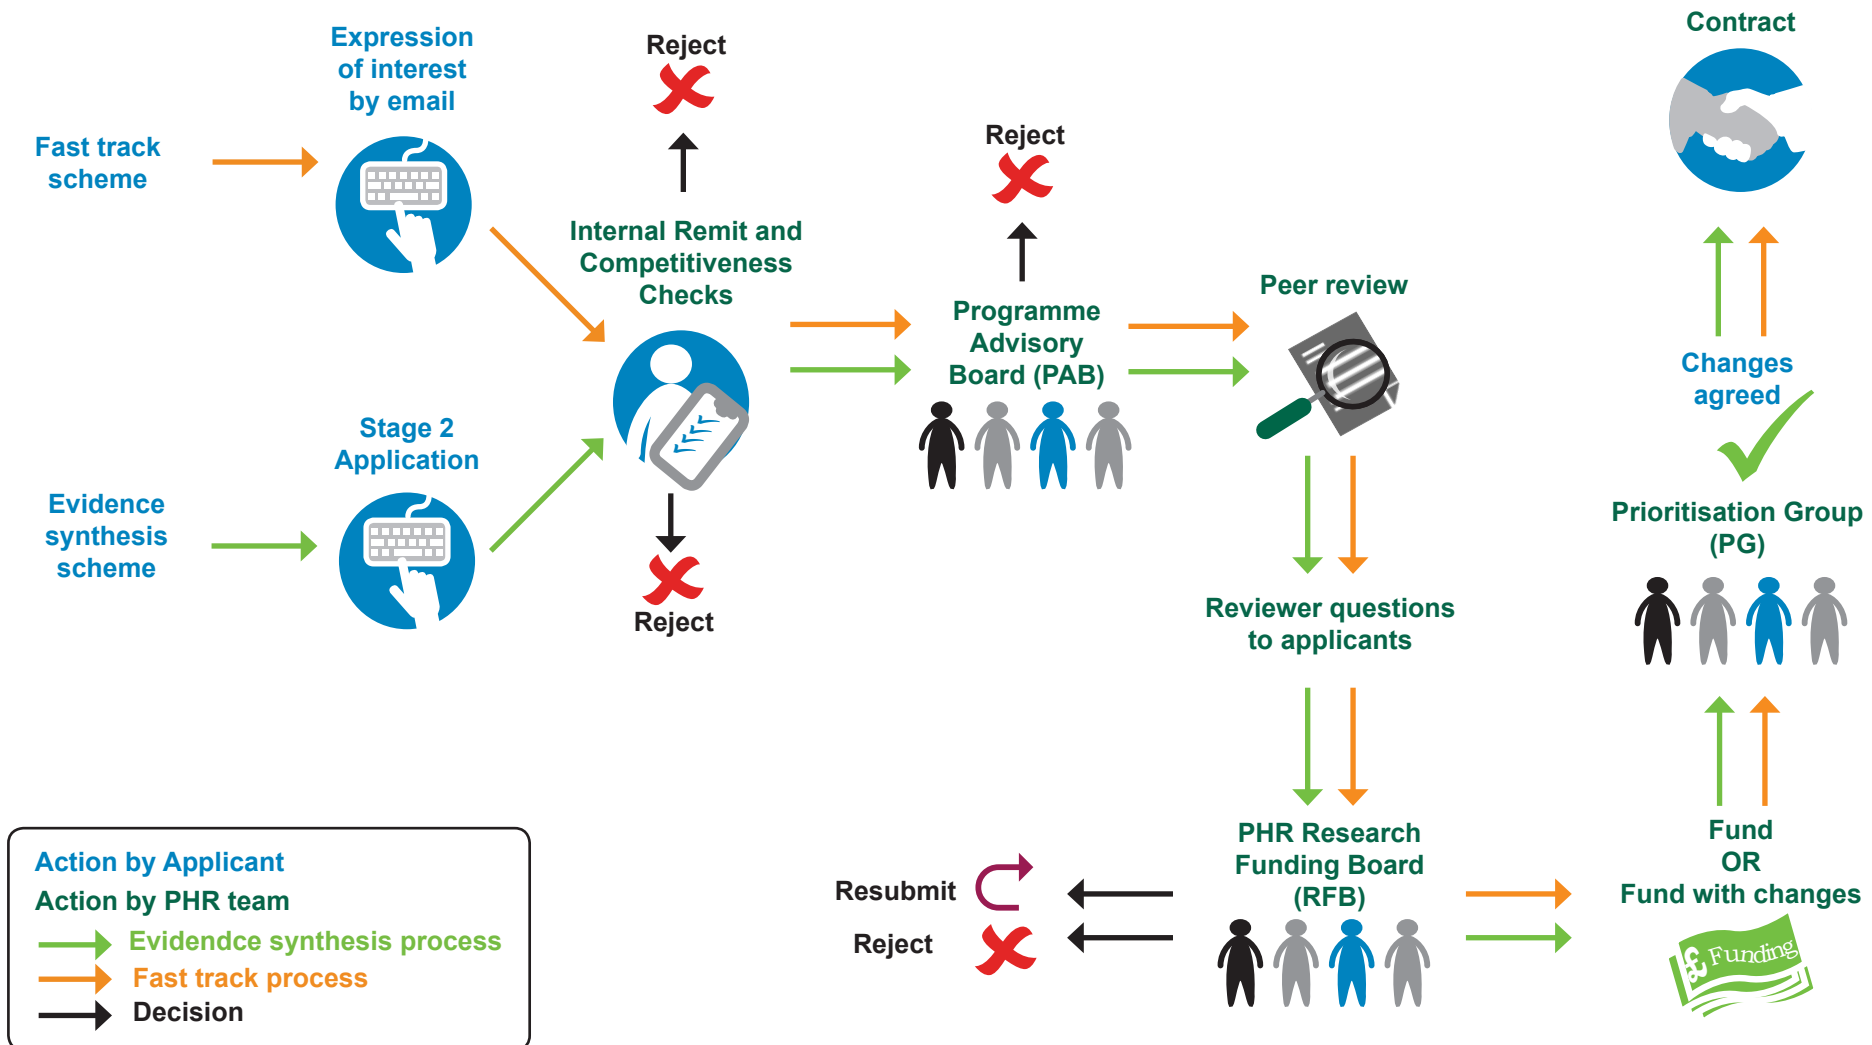 Fast track
scheme
Expression
of interest
by email
Evidence
synthesis
scheme
Stage 2
Application
Reject
Internal Remit and
Competitiveness
Checks
Reject
Reject
Programme
Advisory
Board (PAB)
Peer review
Reviewer questions
to applicants
PHR Research
Funding Board
(RFB)
Resubmit
Reject
Fund
OR
Fund with changes
£ Funding
Prioritisation Group
(PG)
Changes
agreed
Contract
Action by Applicant
Action by PHR team
Evidendce synthesis process
Fast track process
Decision